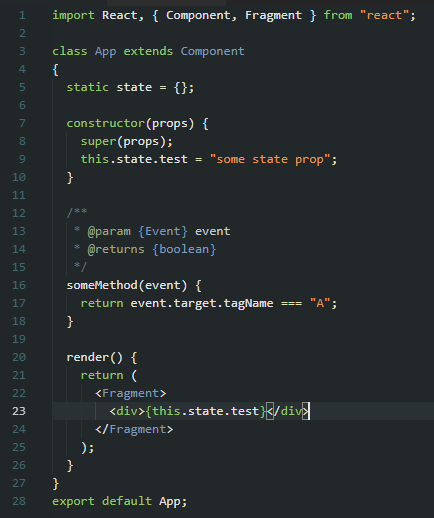 1 import React, { Component, Fragment } from "react";
2
3 class App extends Component
4 {
5   static state = {};
6
7   constructor(props) {
8     super(props);
9     this.state.test = "some state prop";
10   }
11
12   /**
13    * @param {Event} event
14    * @returns {boolean}
15    */
16   someMethod(event) {
17     return event.target.tagName === "A";
18   }
19
20   render() {
21     return (
22       <Fragment>
23         <div>{this.state.test}</div>
24       </Fragment>
25     );
26   }
27 }
28 export default App;